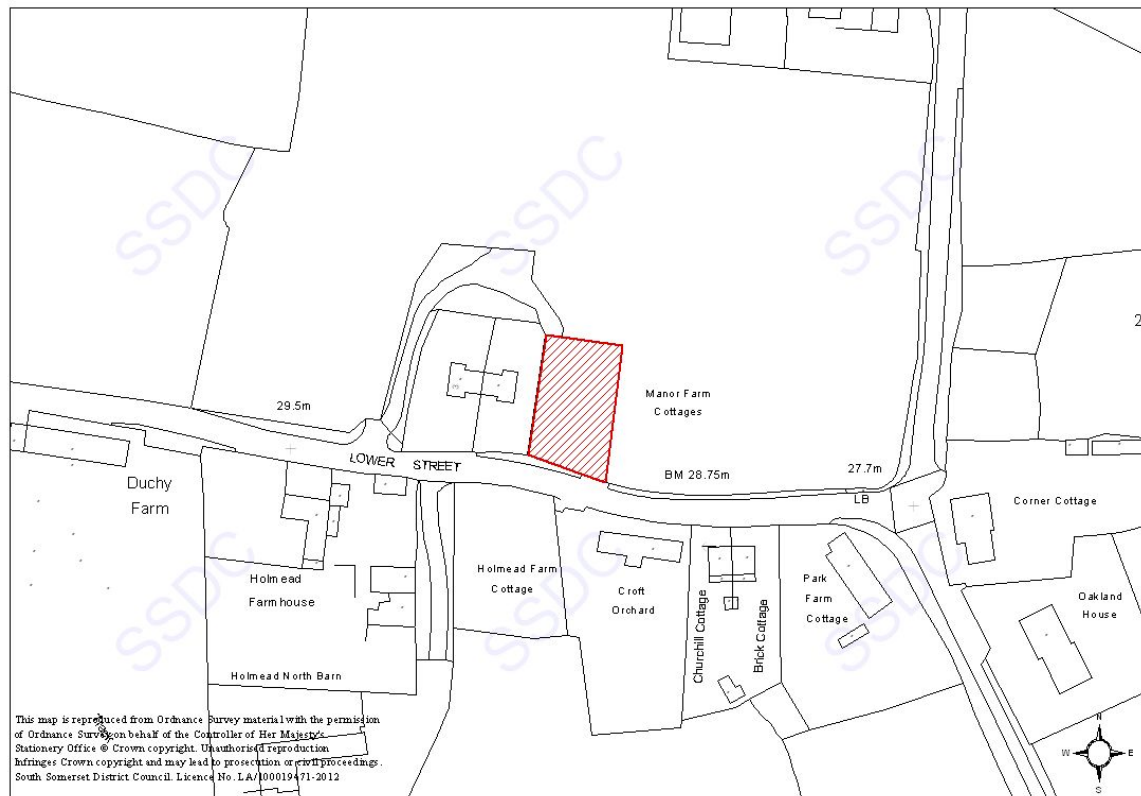 SSDC
SSDC
SSDC
2
Manor Farm
Cottages
3
29.5m
LOWER STREET
BM 28.75m
27.7m
LB
Duchy
Farm
Corner Cottage
Holmead
Farmhouse
Holmead Farm
Cottage
Croft
Orchard
Churchill Cottage
Brick Cottage
Park
Farm
Cottage
Oakland
House
SSDC
SSDC
SSDC
Holmead North Barn
This map is reproduced from Ordnance Survey material with the permission
of Ordnance Survey on behalf of the Controller of Her Majesty's
Stationery Office © Crown copyright. Unauthorised reproduction
Infringes Crown copyright and may lead to prosecution or civil proceedings.
South Somerset District Council. Licence No. LA/100019471-2012
N
W
E
S